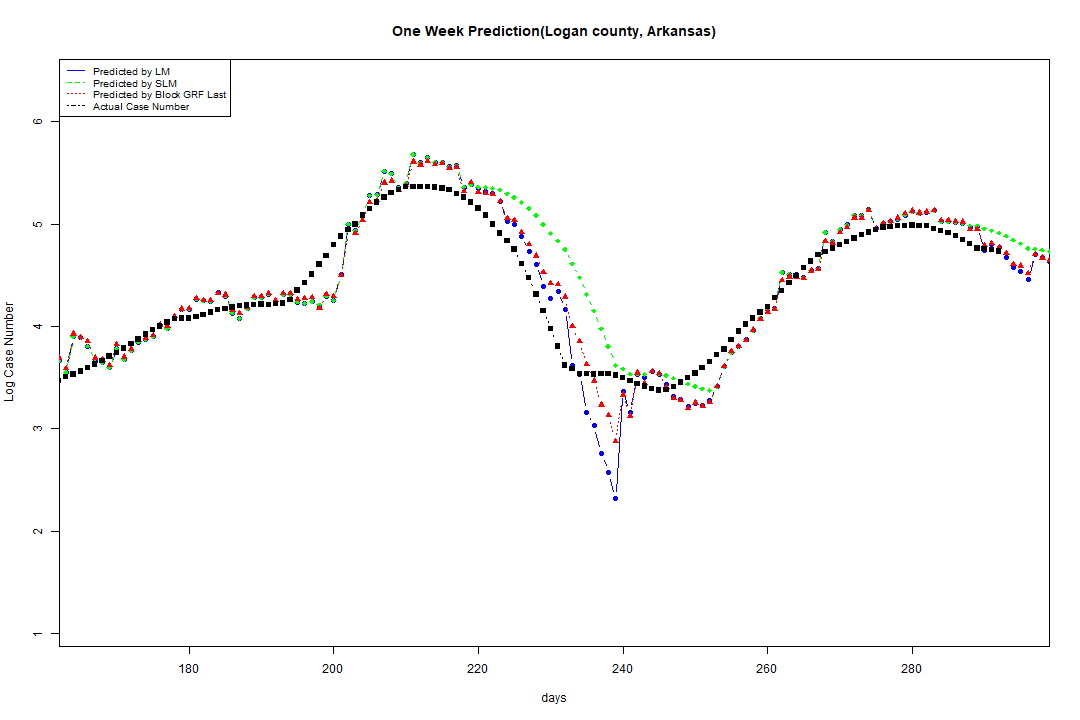 One Week Prediction(Logan county, Arkansas)
Predicted by LM
Predicted by SLM
Predicted by Block GRF Last
Actual Case Number
Log Case Number
6
5
4
3
2
1
180 200 220 240 260 280
days